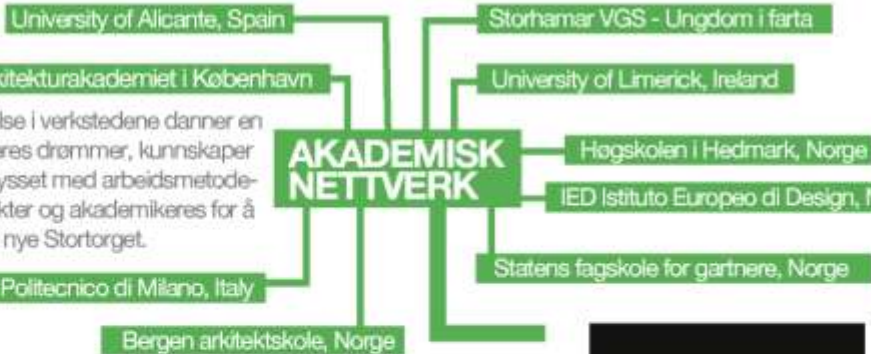 University of Alicante, Spain
Storhamar VGS - Ungdom i farta
kitekturakademiet i København
University of Limerick, Ireland
lse i verkstedene danner en
eres drømmer, kunnskaper
ysset med arbeidsmetode-
kter og akademikeres for å
nye Stortorget.
AKADEMISK
NETTVERK
Høgskolen i Hedmark, Norge
IED Istituto Europeo di Design,
Statens fagskole for gartnere, Norge
Politecnico di Milano, Italy
Bergen arkitektskole, Norge